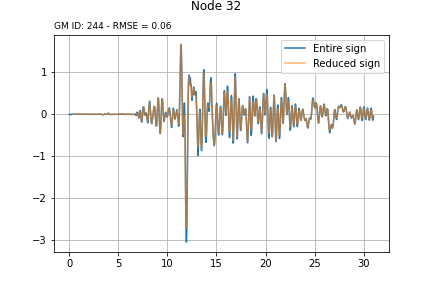 Node 32
GM ID: 244 - RMSE = 0.06
Entire sign
Reduced sign
1
0
−1
−2
−3
0 5 10 15 20 25 30